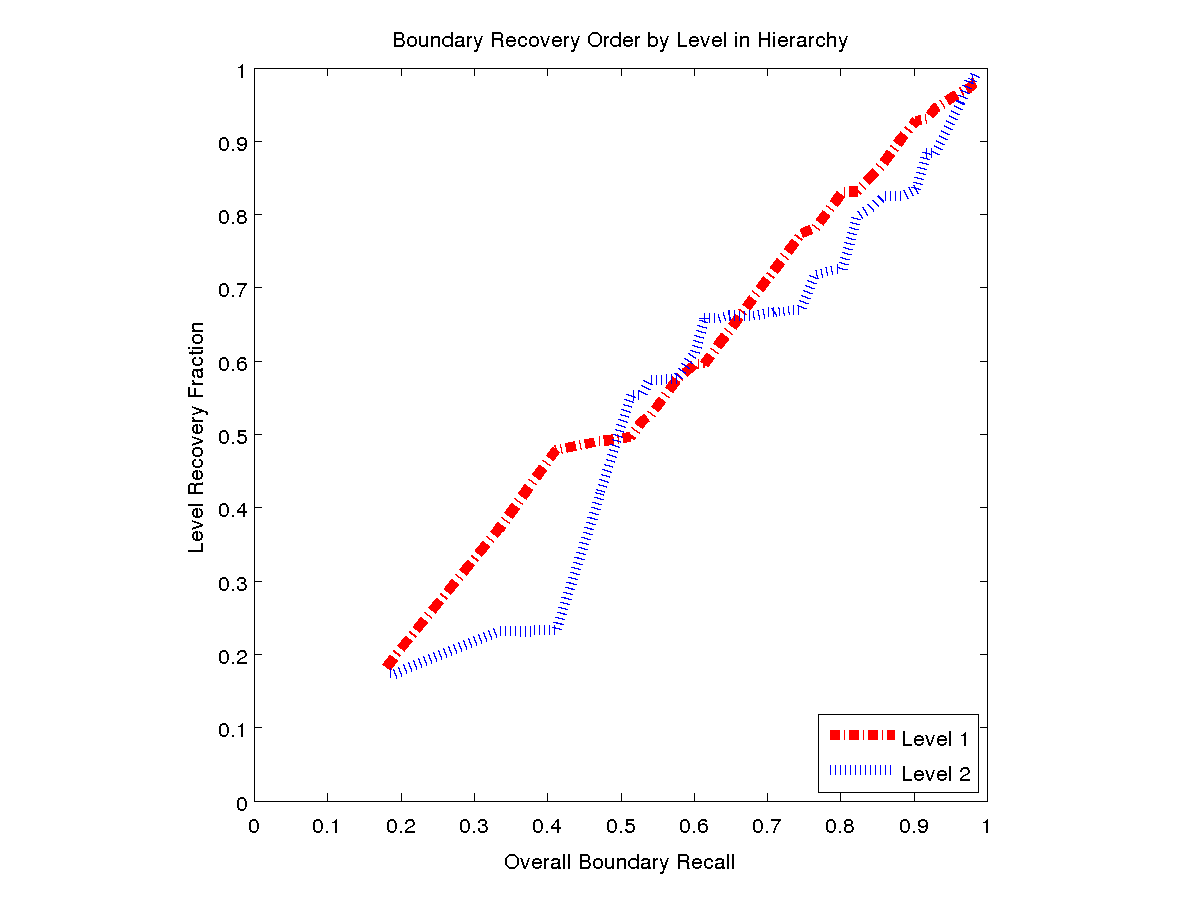 Boundary Recovery Order by Level in Hierarchy
1
0.9
0.8
0.7
0.6
0.5
0.4
0.3
0.2
0.1
0
Level Recovery Fraction
Level 1
Level 2
0 0.1 0.2 0.3 0.4 0.5 0.6 0.7 0.8 0.9 1
Overall Boundary Recall